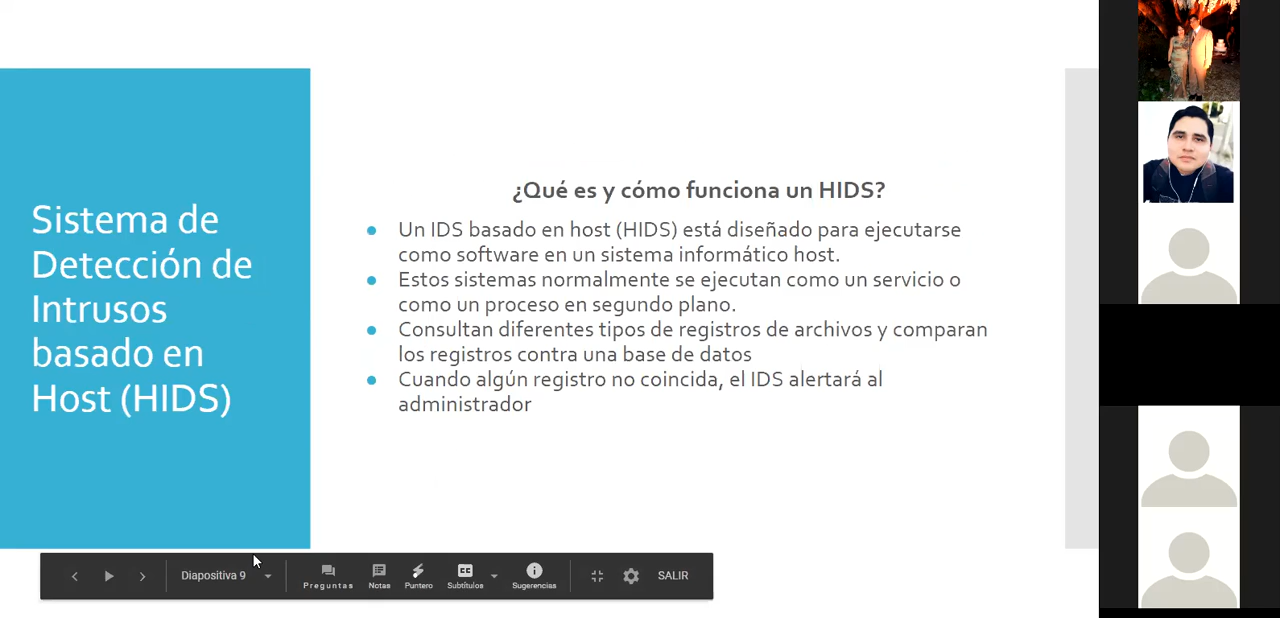 Sistema de
Detección de
Intrusos
basado en
Host (HIDS)
¿Qué es y cómo funciona un HIDS?
● Un IDS basado en host (HIDS) está diseñado para ejecutarse
como software en un sistema informático host.
● Estos sistemas normalmente se ejecutan como un servicio o
como un proceso en segundo plano.
● Consultan diferentes tipos de registros de archivos y comparan
los registros contra una base de datos
● Cuando algún registro no coincida, el IDS alertará al
administrador
Diapositiva 9
Preguntas
Notas
Puntero
CC
Subtítulos
Sugerencias
SALIR